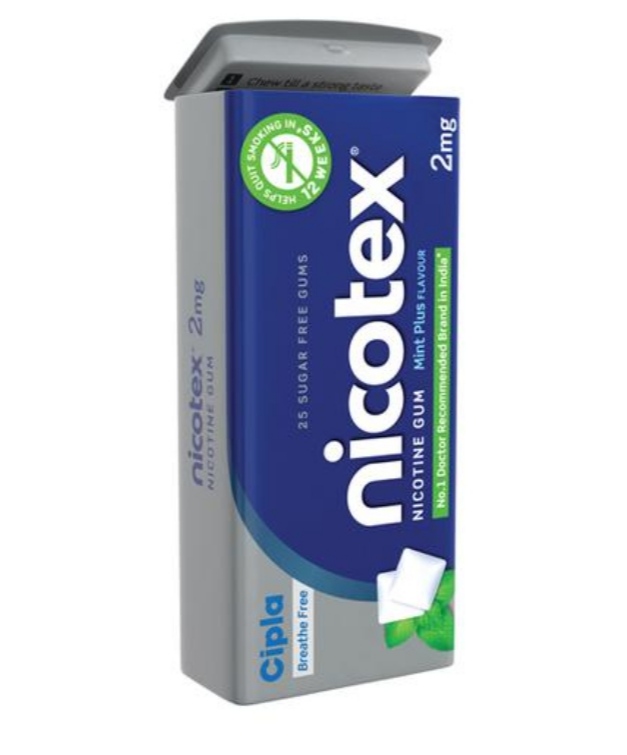 Chew till a strong taste
HELPS QUIT SMOKING IN 12 WEEKS*
25 SUGAR FREE GUMS
nicotex®
2mg
NICOTINE GUM Mint Plus FLAVOUR
No.1 Doctor Recommended Brand in India*
Cipla
Breathe Free
nicotex® 2mg
NICOTINE GUM